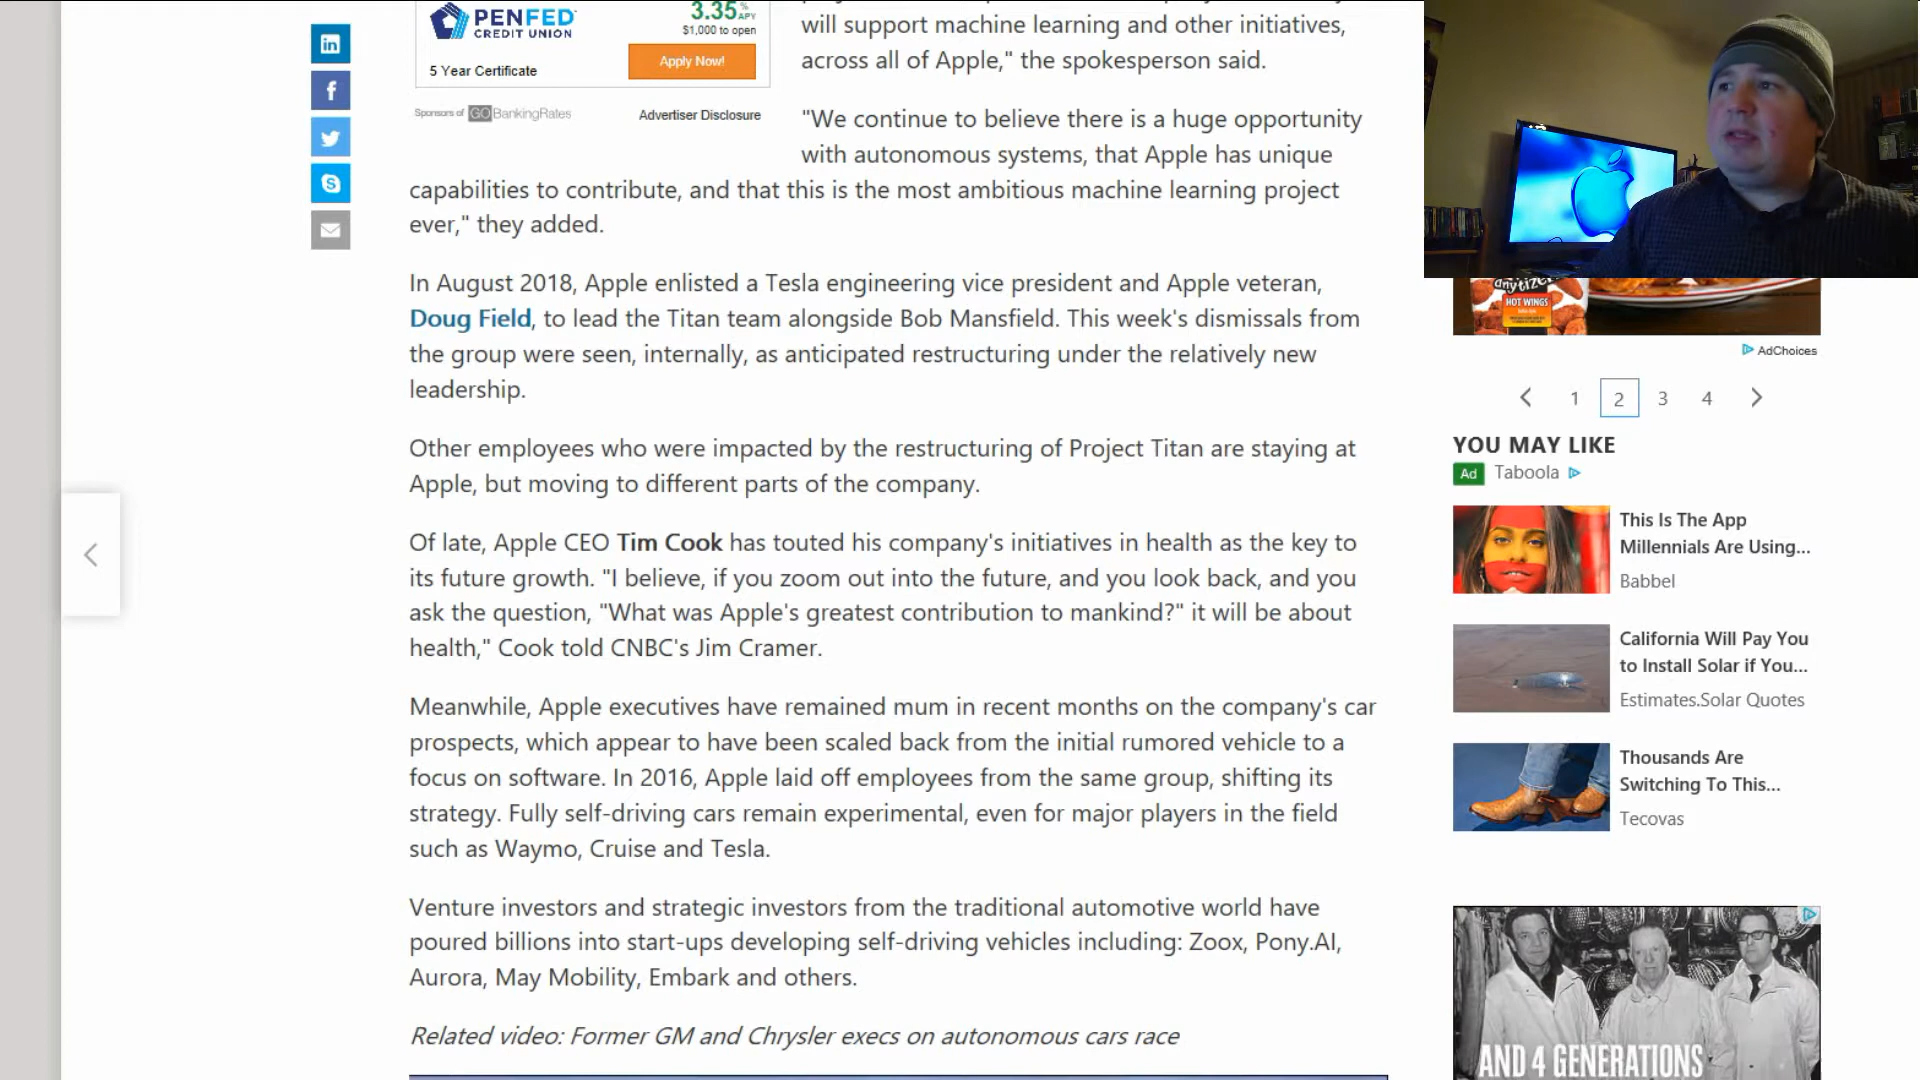 PENFED
CREDIT UNION
3.35% APY
$1,000 to open
5 Year Certificate
Apply Now!
Sponsors of GOBankingRates
Advertiser Disclosure
will support machine learning and other initiatives,
across all of Apple," the spokesperson said.
"We continue to believe there is a huge opportunity
with autonomous systems, that Apple has unique
capabilities to contribute, and that this is the most ambitious machine learning project
ever," they added.
In August 2018, Apple enlisted a Tesla engineering vice president and Apple veteran,
Doug Field, to lead the Titan team alongside Bob Mansfield. This week's dismissals from
the group were seen, internally, as anticipated restructuring under the relatively new
leadership.
Other employees who were impacted by the restructuring of Project Titan are staying at
Apple, but moving to different parts of the company.
Of late, Apple CEO Tim Cook has touted his company's initiatives in health as the key to
its future growth. "I believe, if you zoom out into the future, and you look back, and you
ask the question, "What was Apple's greatest contribution to mankind?" it will be about
health," Cook told CNBC's Jim Cramer.
Meanwhile, Apple executives have remained mum in recent months on the company's car
prospects, which appear to have been scaled back from the initial rumored vehicle to a
focus on software. In 2016, Apple laid off employees from the same group, shifting its
strategy. Fully self-driving cars remain experimental, even for major players in the field
such as Waymo, Cruise and Tesla.
Venture investors and strategic investors from the traditional automotive world have
poured billions into start-ups developing self-driving vehicles including: Zoox, Pony.AI,
Aurora, May Mobility, Embark and others.
Related video: Former GM and Chrysler execs on autonomous cars race
HOT WINGS
AdChoices
1 2 3 4
YOU MAY LIKE
Ad Taboola
This Is The App
Millennials Are Using...
Babbel
California Will Pay You
to Install Solar if You...
Estimates.Solar Quotes
Thousands Are
Switching To This...
Tecovas
AND 4 GENERATIONS